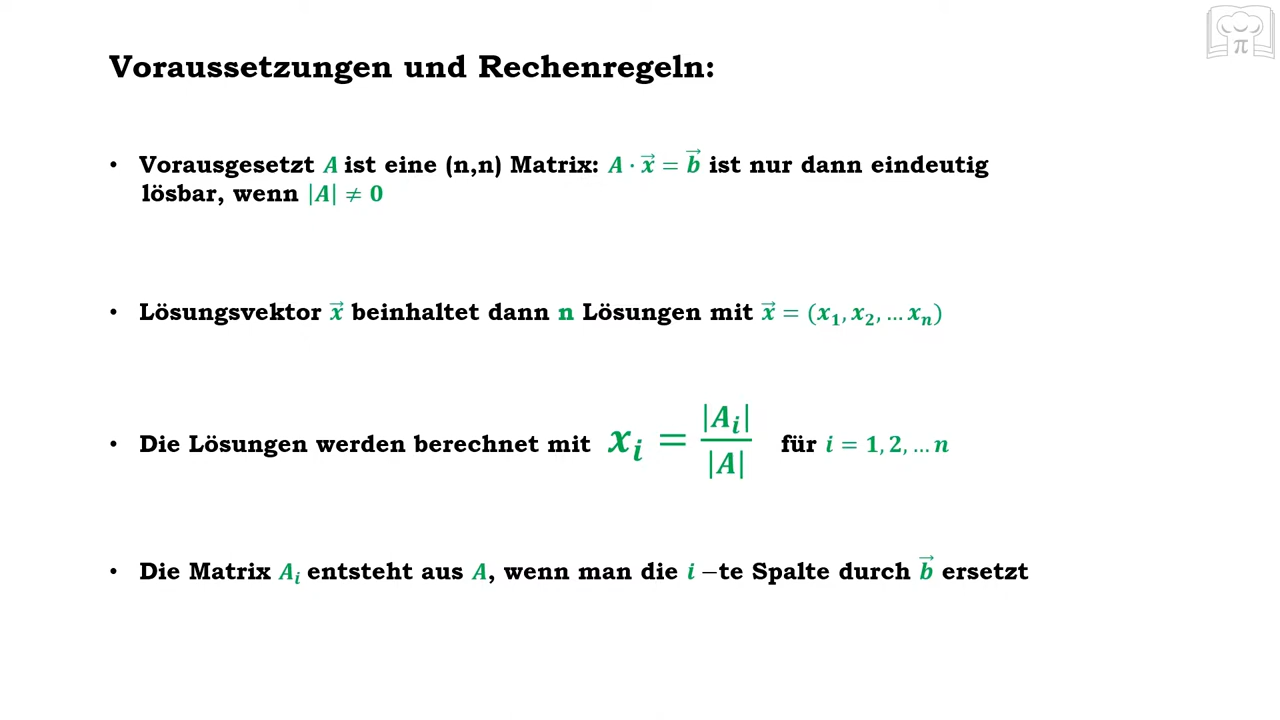 Voraussetzungen und Rechenregeln:
• Vorausgesetzt A ist eine (n,n) Matrix: A · x⃗ = b⃗ ist nur dann eindeutig
lösbar, wenn |A| ≠ 0
• Lösungsvektor x⃗ beinhaltet dann n Lösungen mit x⃗ = (x₁, x₂, … xₙ)
• Die Lösungen werden berechnet mit xᵢ = |Aᵢ| / |A| für i = 1, 2, … n
• Die Matrix Aᵢ entsteht aus A, wenn man die i −te Spalte durch b⃗ ersetzt
π